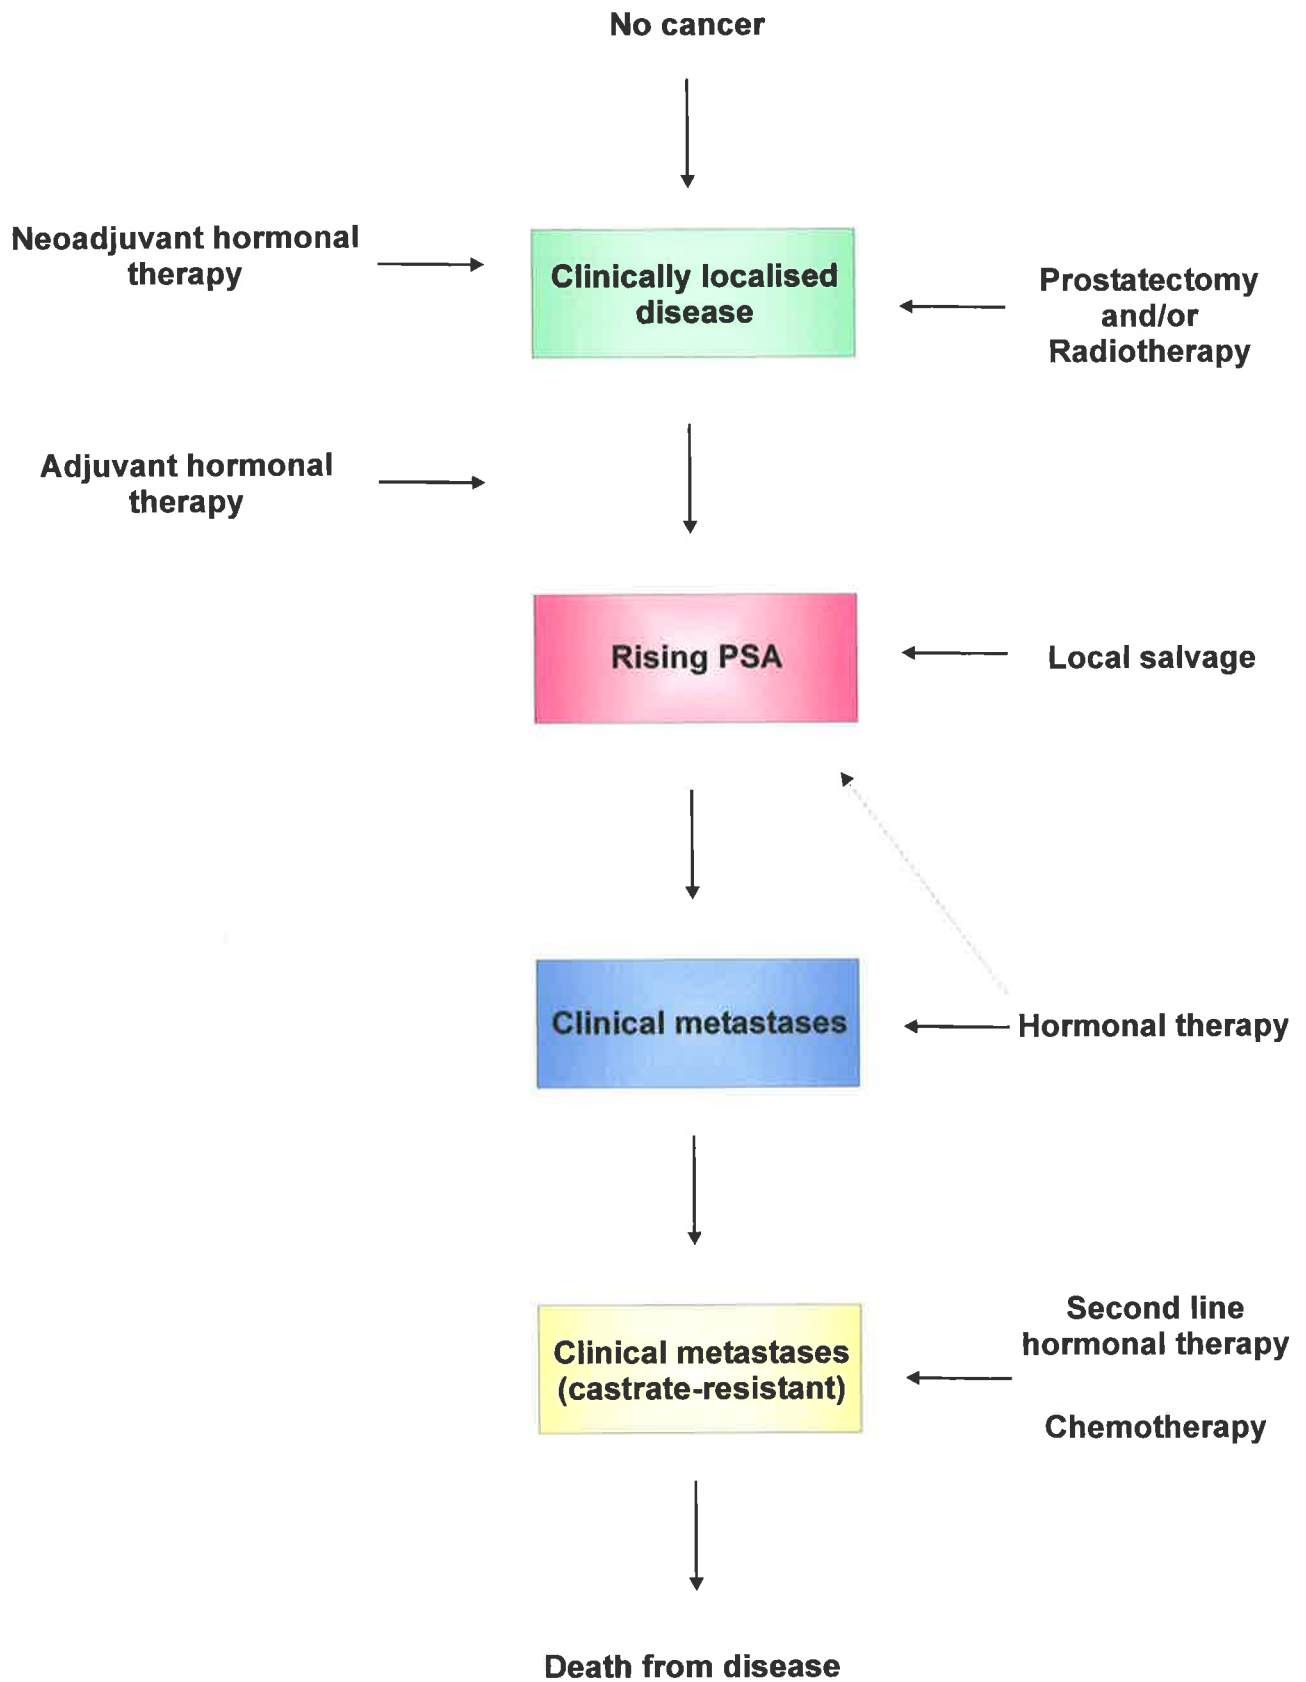 No cancer
Neoadjuvant hormonal
therapy
Clinically localised
disease
Prostatectomy
and/or
Radiotherapy
Adjuvant hormonal
therapy
Rising PSA
Local salvage
Clinical metastases
Hormonal therapy
Clinical metastases
(castrate-resistant)
Second line
hormonal therapy
Chemotherapy
Death from disease